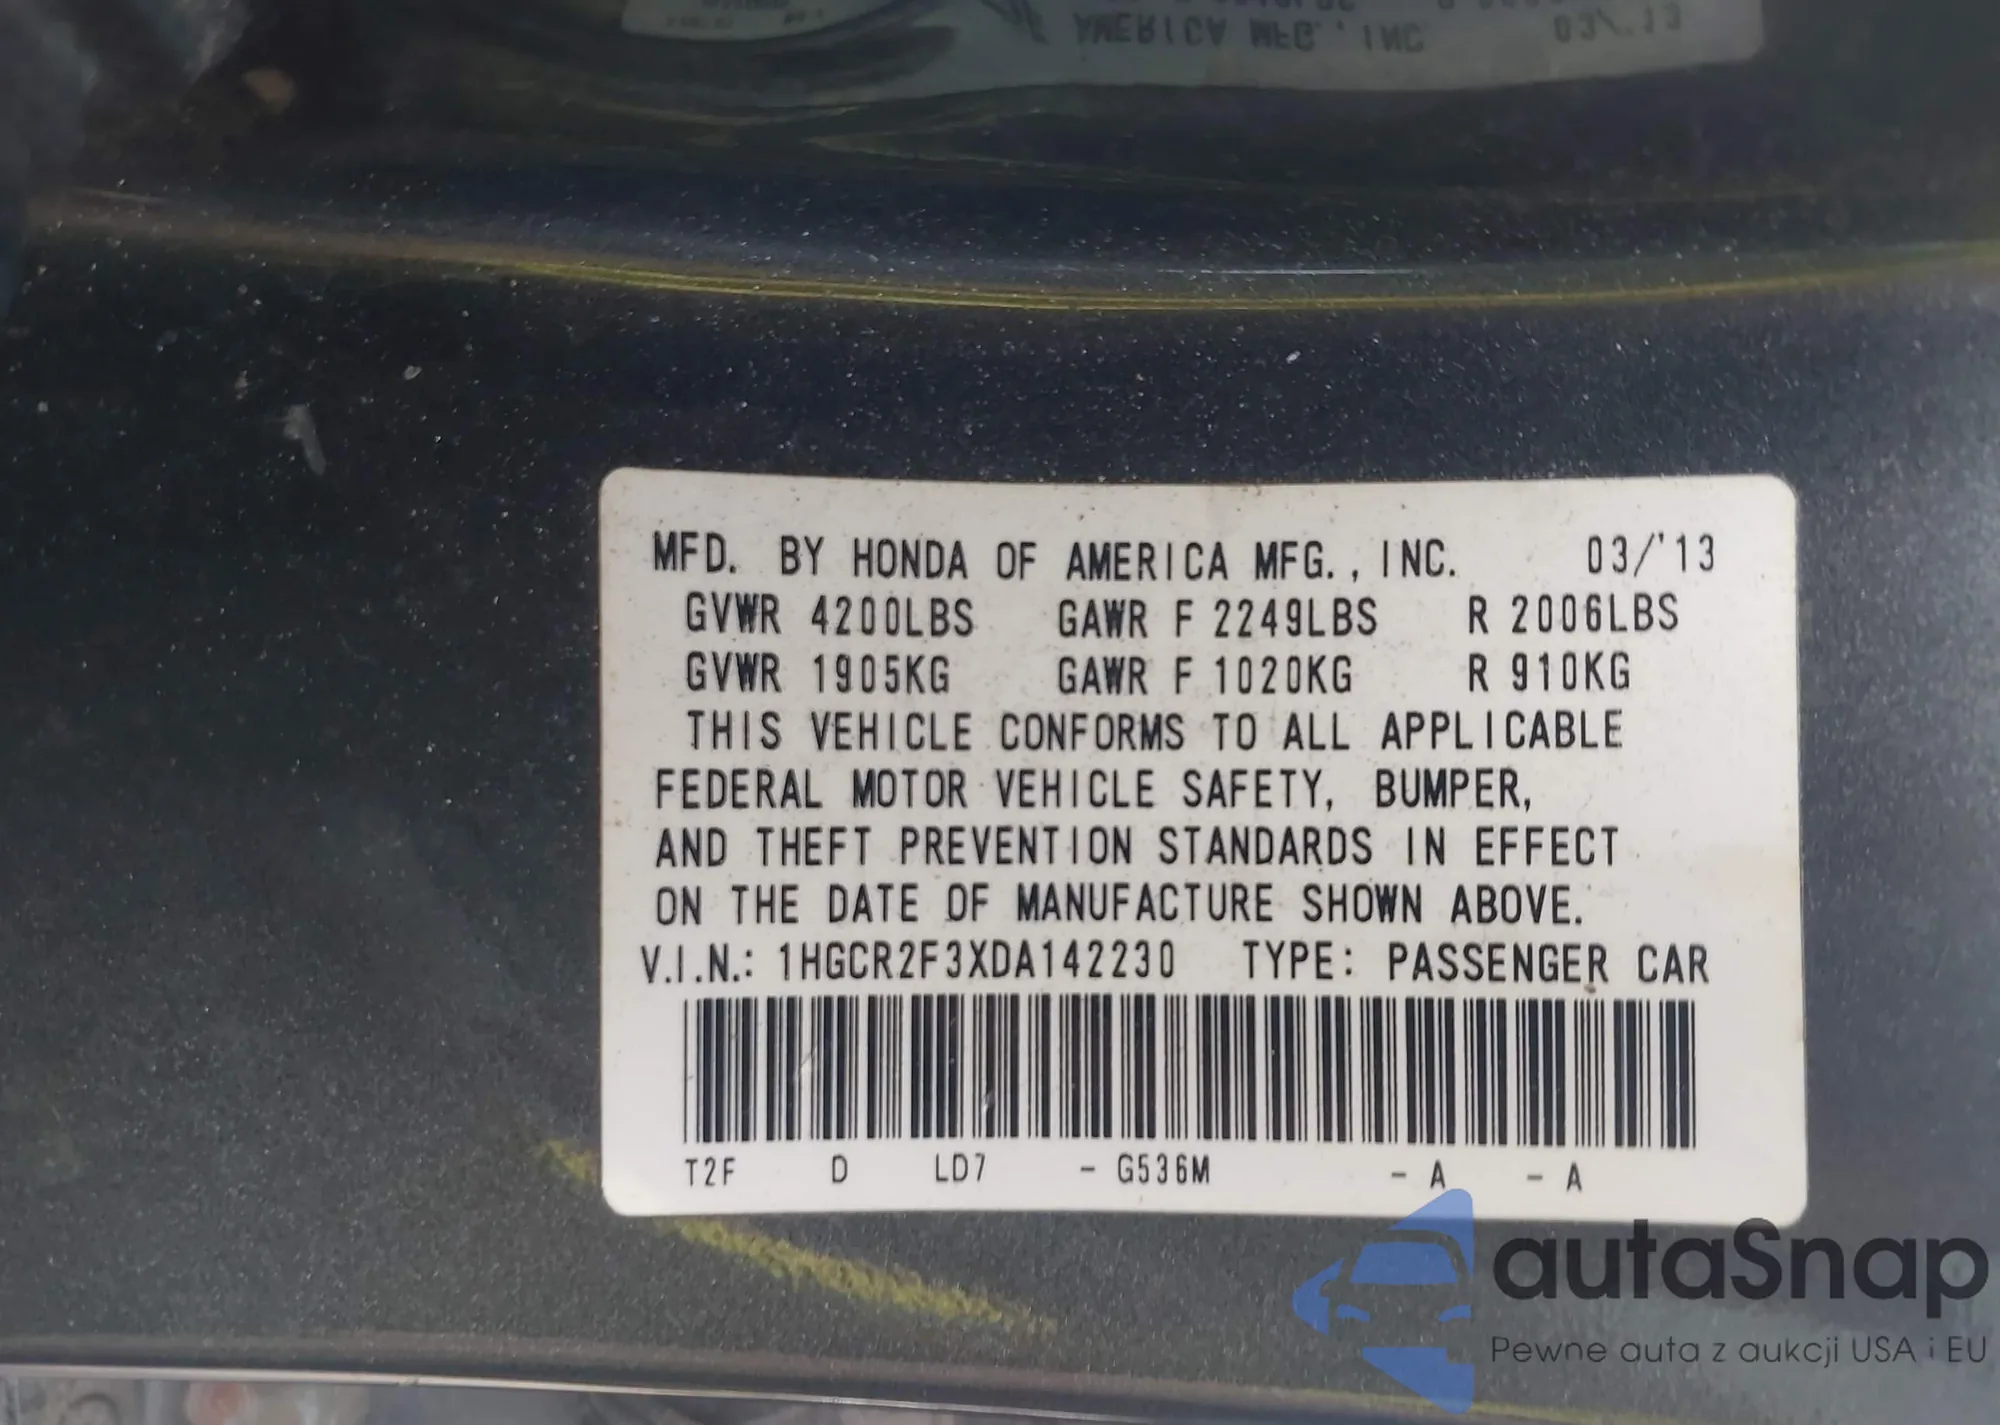 AMERICA MFG., INC 03/'13
MFD. BY HONDA OF AMERICA MFG., INC. 03/'13
GVWR 4200LBS GAWR F 2249LBS R 2006LBS
GVWR 1905KG GAWR F 1020KG R 910KG
THIS VEHICLE CONFORMS TO ALL APPLICABLE
FEDERAL MOTOR VEHICLE SAFETY, BUMPER,
AND THEFT PREVENTION STANDARDS IN EFFECT
ON THE DATE OF MANUFACTURE SHOWN ABOVE.
V.I.N.: 1HGCR2F3XDA142230 TYPE: PASSENGER CAR
T2F D LD7 - G536M - A - A
autaSnap
Pewne auta z aukcji USA i EU